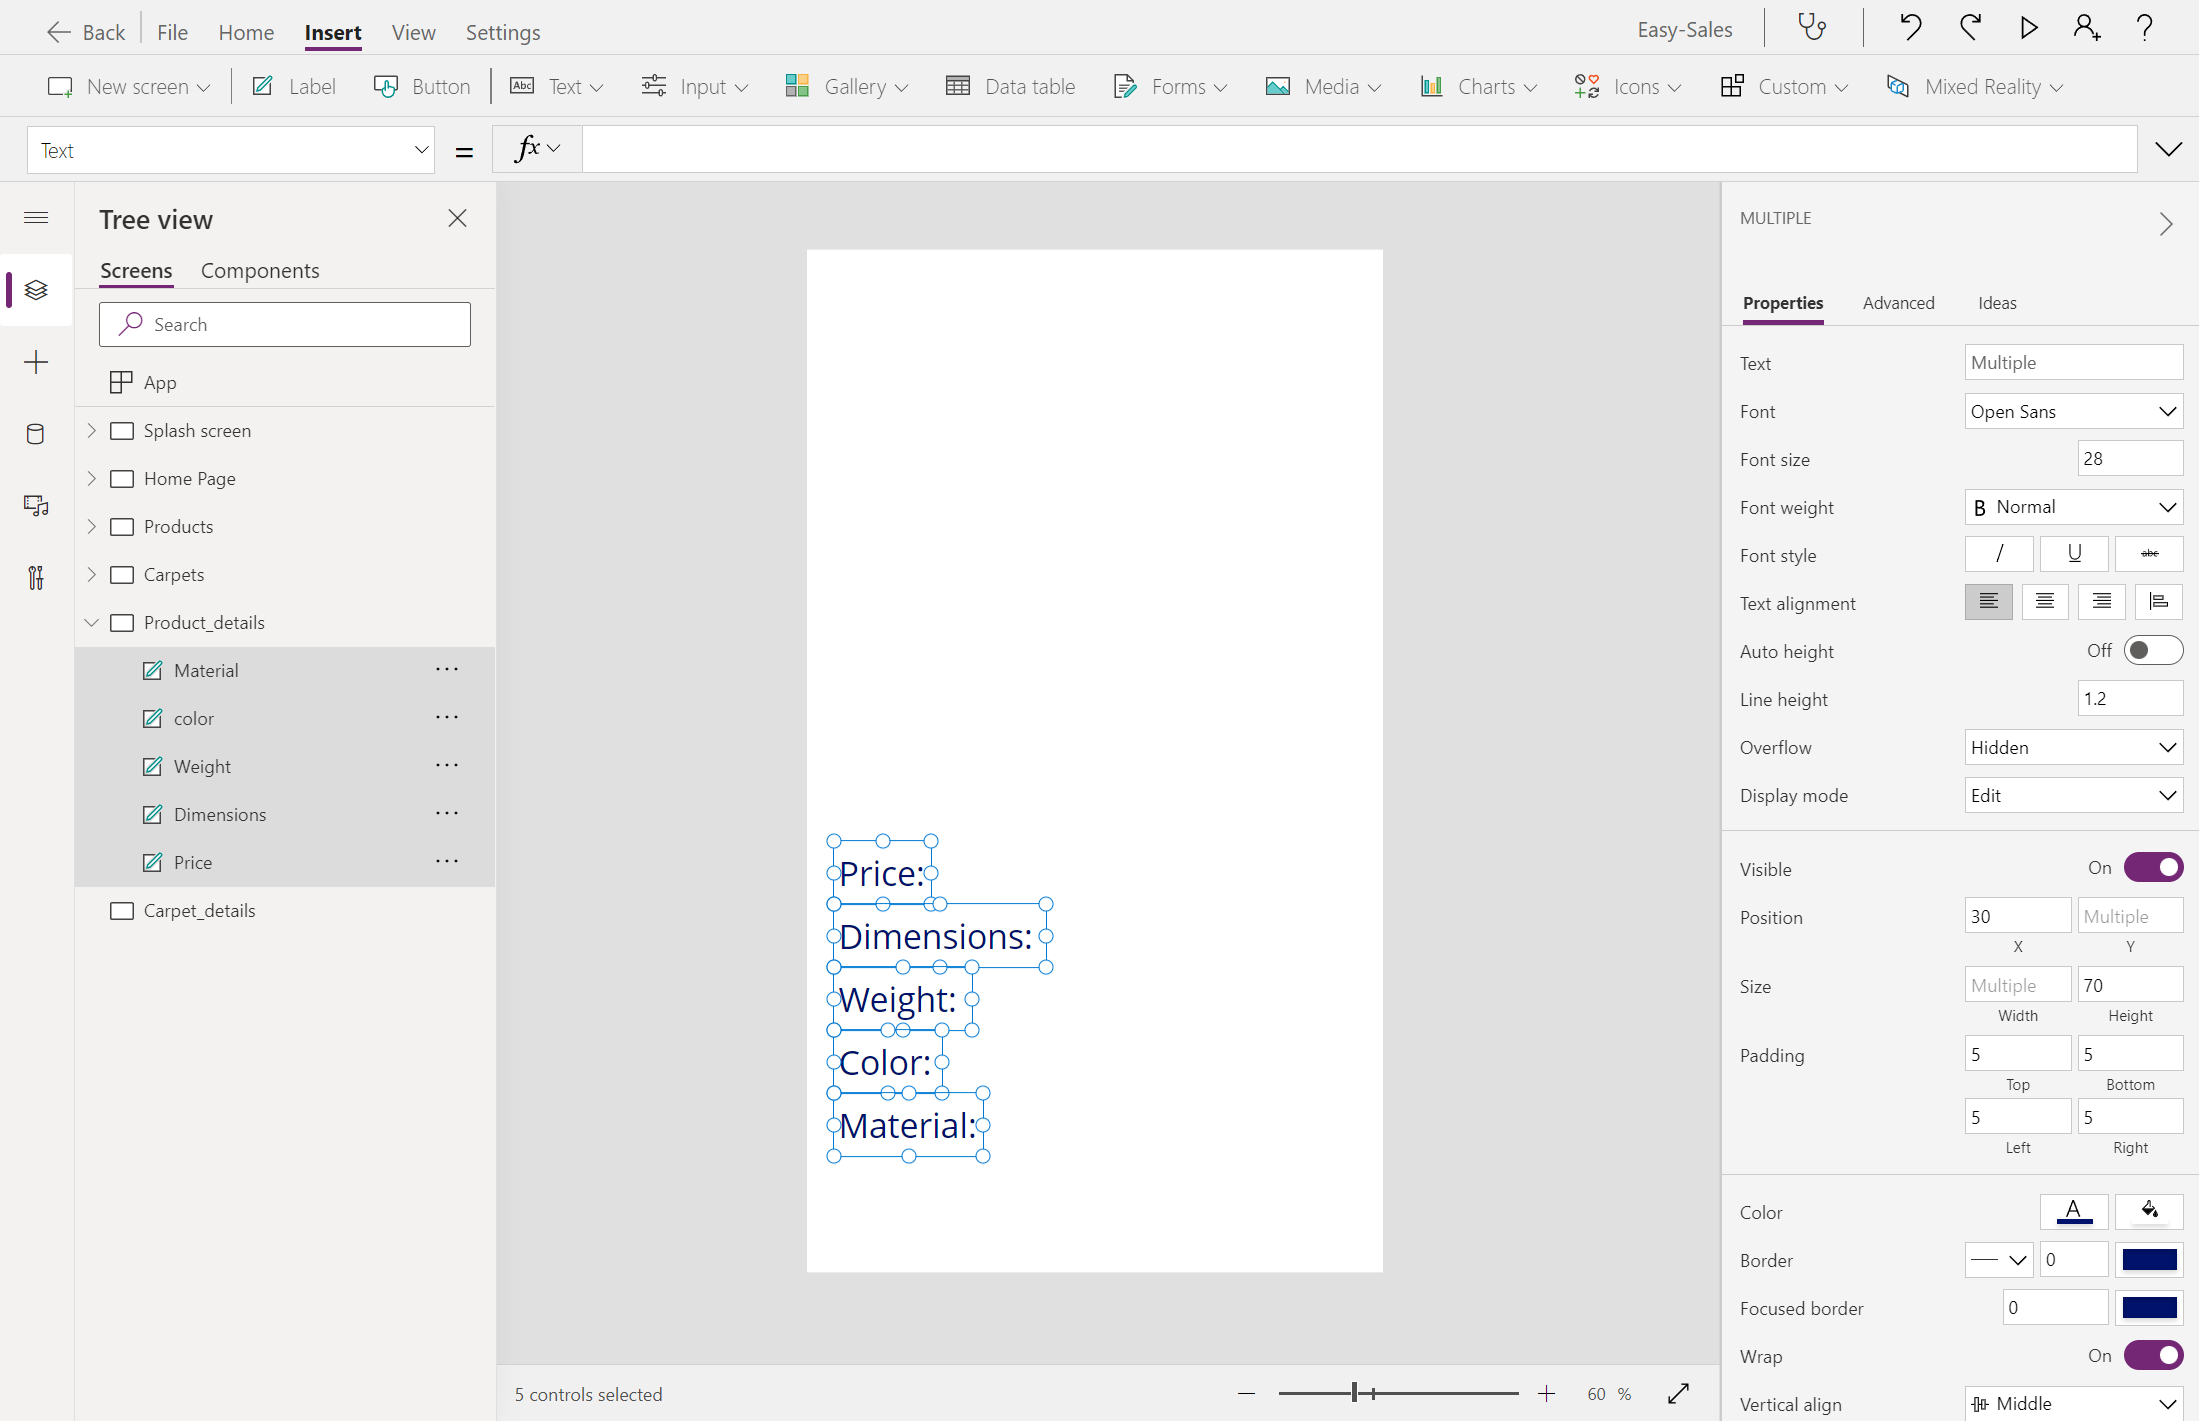 Back File Home Insert View Settings Easy-Sales
New screen Label Button Abc Text Input Gallery Data table Forms Media Charts Icons Custom Mixed Reality
Text = fx
Tree view
Screens Components
Search
App
Splash screen
Home Page
Products
Carpets
Product_details
Material ...
color ...
Weight ...
Dimensions ...
Price ...
Carpet_details
Price:
Dimensions:
Weight:
Color:
Material:
5 controls selected
60 %
MULTIPLE
Properties Advanced Ideas
Text Multiple
Font Open Sans
Font size 28
Font weight B Normal
Font style / U abc
Text alignment
Auto height Off
Line height 1.2
Overflow Hidden
Display mode Edit
Visible On
Position 30 Multiple
X Y
Size Multiple 70
Width Height
Padding 5 5
Top Bottom
5 5
Left Right
Color A
Border 0
Focused border 0
Wrap On
Vertical align Middle